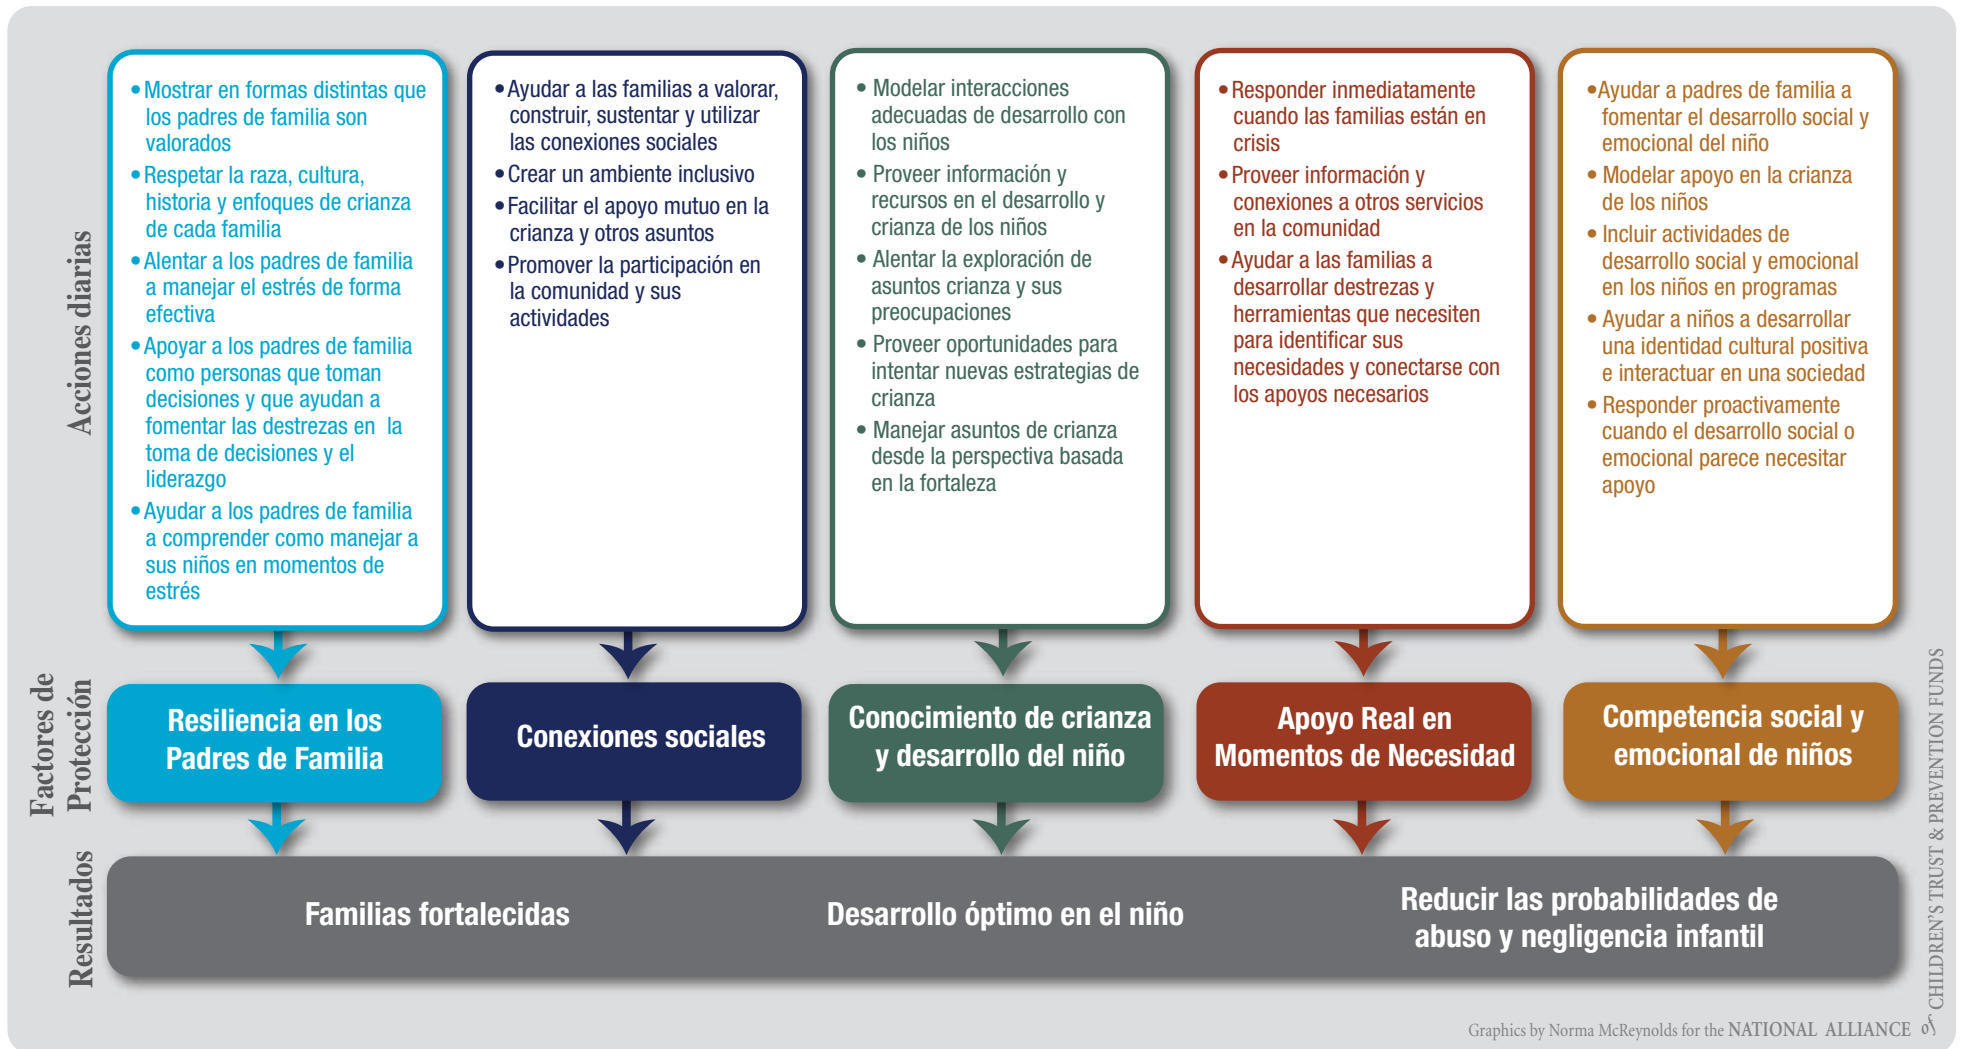 Acciones diarias
• Mostrar en formas distintas que
los padres de familia son
valorados
• Respetar la raza, cultura,
historia y enfoques de crianza
de cada familia
• Alentar a los padres de familia
a manejar el estrés de forma
efectiva
• Apoyar a los padres de familia
como personas que toman
decisiones y que ayudan a
fomentar las destrezas en la
toma de decisiones y el
liderazgo
• Ayudar a los padres de familia
a comprender como manejar a
sus niños en momentos de
estrés
• Ayudar a las familias a valorar,
construir, sustentar y utilizar
las conexiones sociales
• Crear un ambiente inclusivo
• Facilitar el apoyo mutuo en la
crianza y otros asuntos
• Promover la participación en
la comunidad y sus
actividades
• Modelar interacciones
adecuadas de desarrollo con
los niños
• Proveer información y
recursos en el desarrollo y
crianza de los niños
• Alentar la exploración de
asuntos crianza y sus
preocupaciones
• Proveer oportunidades para
intentar nuevas estrategias de
crianza
• Manejar asuntos de crianza
desde la perspectiva basada
en la fortaleza
• Responder inmediatamente
cuando las familias están en
crisis
• Proveer información y
conexiones a otros servicios
en la comunidad
• Ayudar a las familias a
desarrollar destrezas y
herramientas que necesiten
para identificar sus
necesidades y conectarse con
los apoyos necesarios
• Ayudar a padres de familia a
fomentar el desarrollo social y
emocional del niño
• Modelar apoyo en la crianza
de los niños
• Incluir actividades de
desarrollo social y emocional
en los niños en programas
• Ayudar a niños a desarrollar
una identidad cultural positiva
e interactuar en una sociedad
• Responder proactivamente
cuando el desarrollo social o
emocional parece necesitar
apoyo
Factores de
Protección
Resiliencia en los
Padres de Familia
Conexiones sociales
Conocimiento de crianza
y desarrollo del niño
Apoyo Real en
Momentos de Necesidad
Competencia social y
emocional de niños
Resultados
Familias fortalecidas
Desarrollo óptimo en el niño
Reducir las probabilidades de
abuso y negligencia infantil
Graphics by Norma McReynolds for the NATIONAL ALLIANCE of
CHILDREN'S TRUST & PREVENTION FUNDS